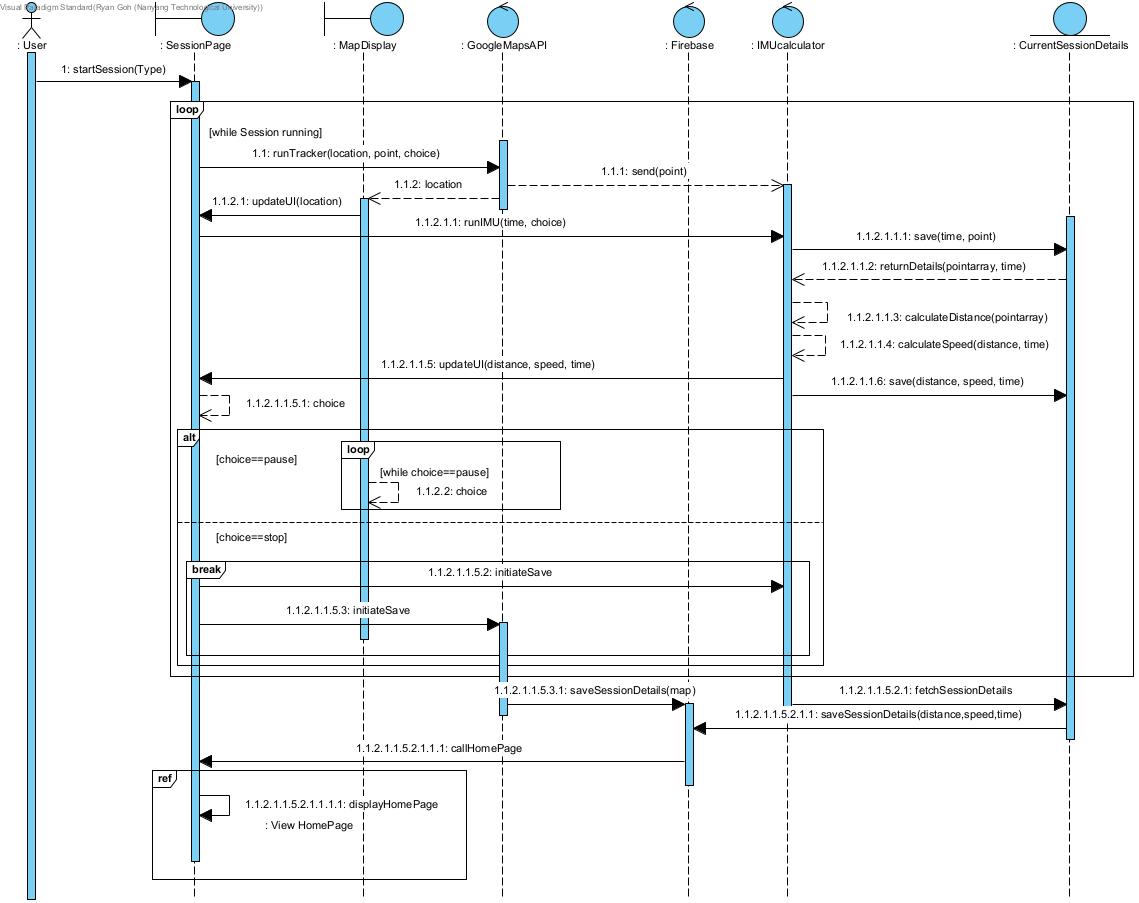 Visual Paradigm Standard(Ryan Goh (Nanyang Technological University))
: User
: SessionPage
: MapDisplay
: GoogleMapsAPI
: Firebase
: IMUcalculator
: CurrentSessionDetails
1: startSession(Type)
loop
[while Session running]
1.1: runTracker(location, point, choice)
1.1.1: send(point)
1.1.2: location
1.1.2.1: updateUI(location)
1.1.2.1.1: runIMU(time, choice)
1.1.2.1.1.1: save(time, point)
1.1.2.1.1.2: returnDetails(pointarray, time)
1.1.2.1.1.3: calculateDistance(pointarray)
1.1.2.1.1.4: calculateSpeed(distance, time)
1.1.2.1.1.5: updateUI(distance, speed, time)
1.1.2.1.1.6: save(distance, speed, time)
1.1.2.1.1.5.1: choice
alt
[choice==pause]
loop
[while choice==pause]
1.1.2.2: choice
[choice==stop]
break
1.1.2.1.1.5.2: initiateSave
1.1.2.1.1.5.3: initiateSave
1.1.2.1.1.5.3.1: saveSessionDetails(map)
1.1.2.1.1.5.2.1: fetchSessionDetails
1.1.2.1.1.5.2.1.1: saveSessionDetails(distance,speed,time)
1.1.2.1.1.5.2.1.1.1: callHomePage
ref
1.1.2.1.1.5.2.1.1.1.1: displayHomePage
: View HomePage